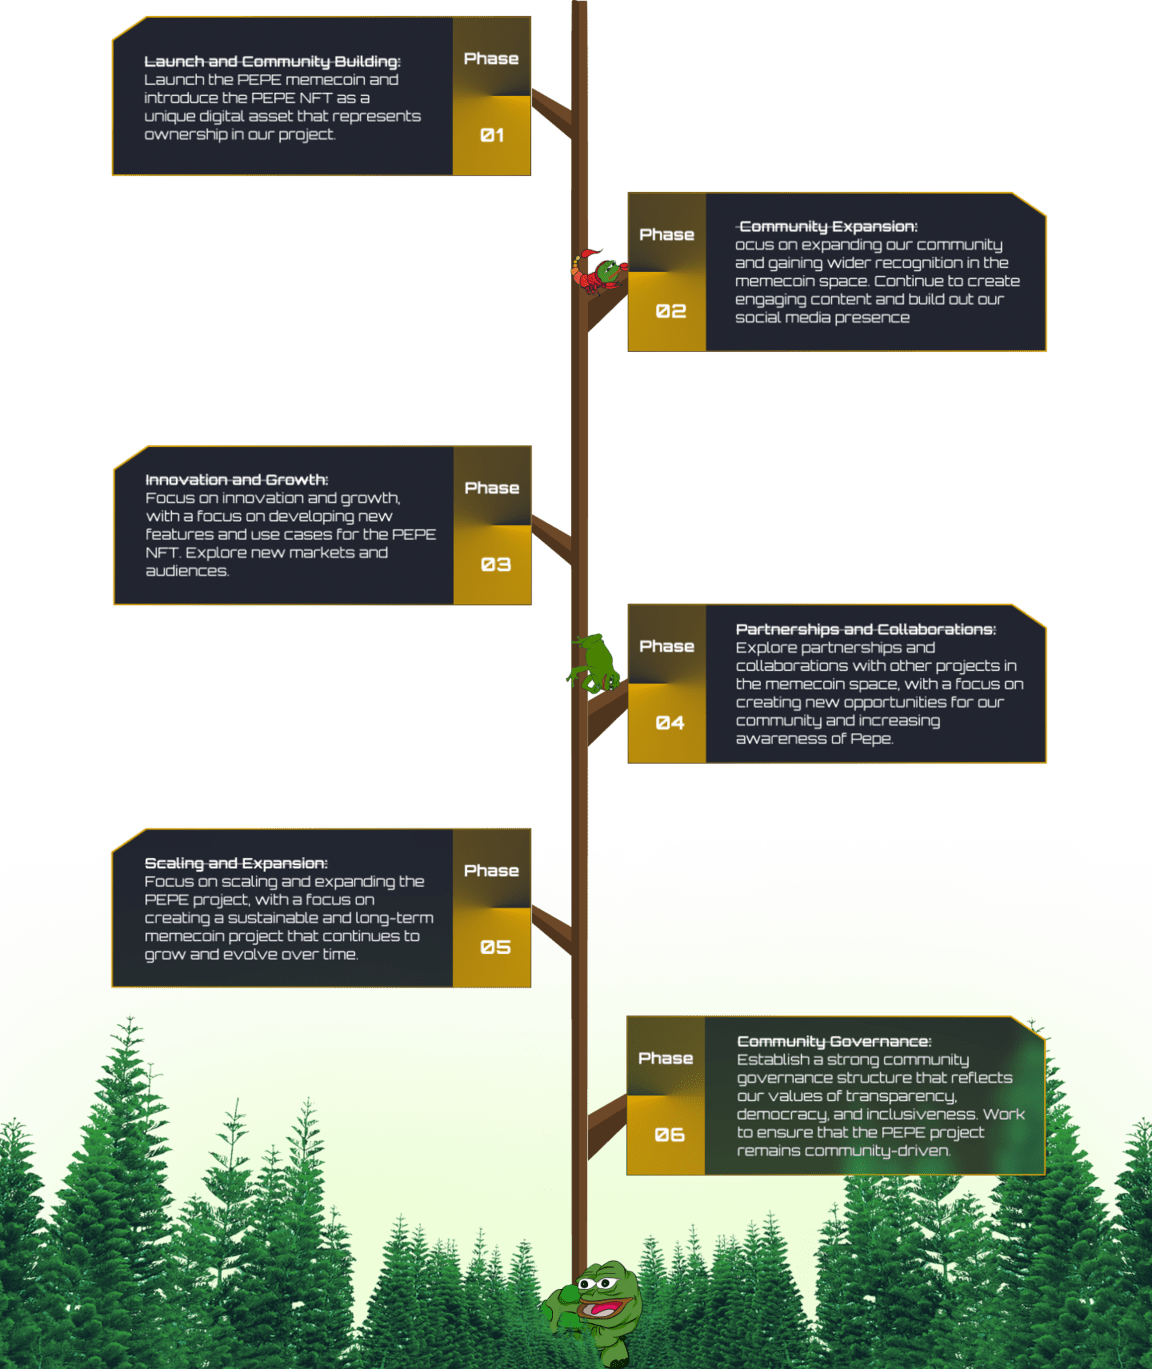 Launch and Community Building:
Launch the PEPE memecoin and
introduce the PEPE NFT as a
unique digital asset that represents
ownership in our project.
Phase
01
Phase
02
Community Expansion:
ocus on expanding our community
and gaining wider recognition in the
memecoin space. Continue to create
engaging content and build out our
social media presence
Innovation and Growth:
Focus on innovation and growth,
with a focus on developing new
features and use cases for the PEPE
NFT. Explore new markets and
audiences.
Phase
03
Phase
04
Partnerships and Collaborations:
Explore partnerships and
collaborations with other projects in
the memecoin space, with a focus on
creating new opportunities for our
community and increasing
awareness of Pepe.
Scaling and Expansion:
Focus on scaling and expanding the
PEPE project, with a focus on
creating a sustainable and long-term
memecoin project that continues to
grow and evolve over time.
Phase
05
Phase
06
Community Governance:
Establish a strong community
governance structure that reflects
our values of transparency,
democracy, and inclusiveness. Work
to ensure that the PEPE project
remains community-driven.